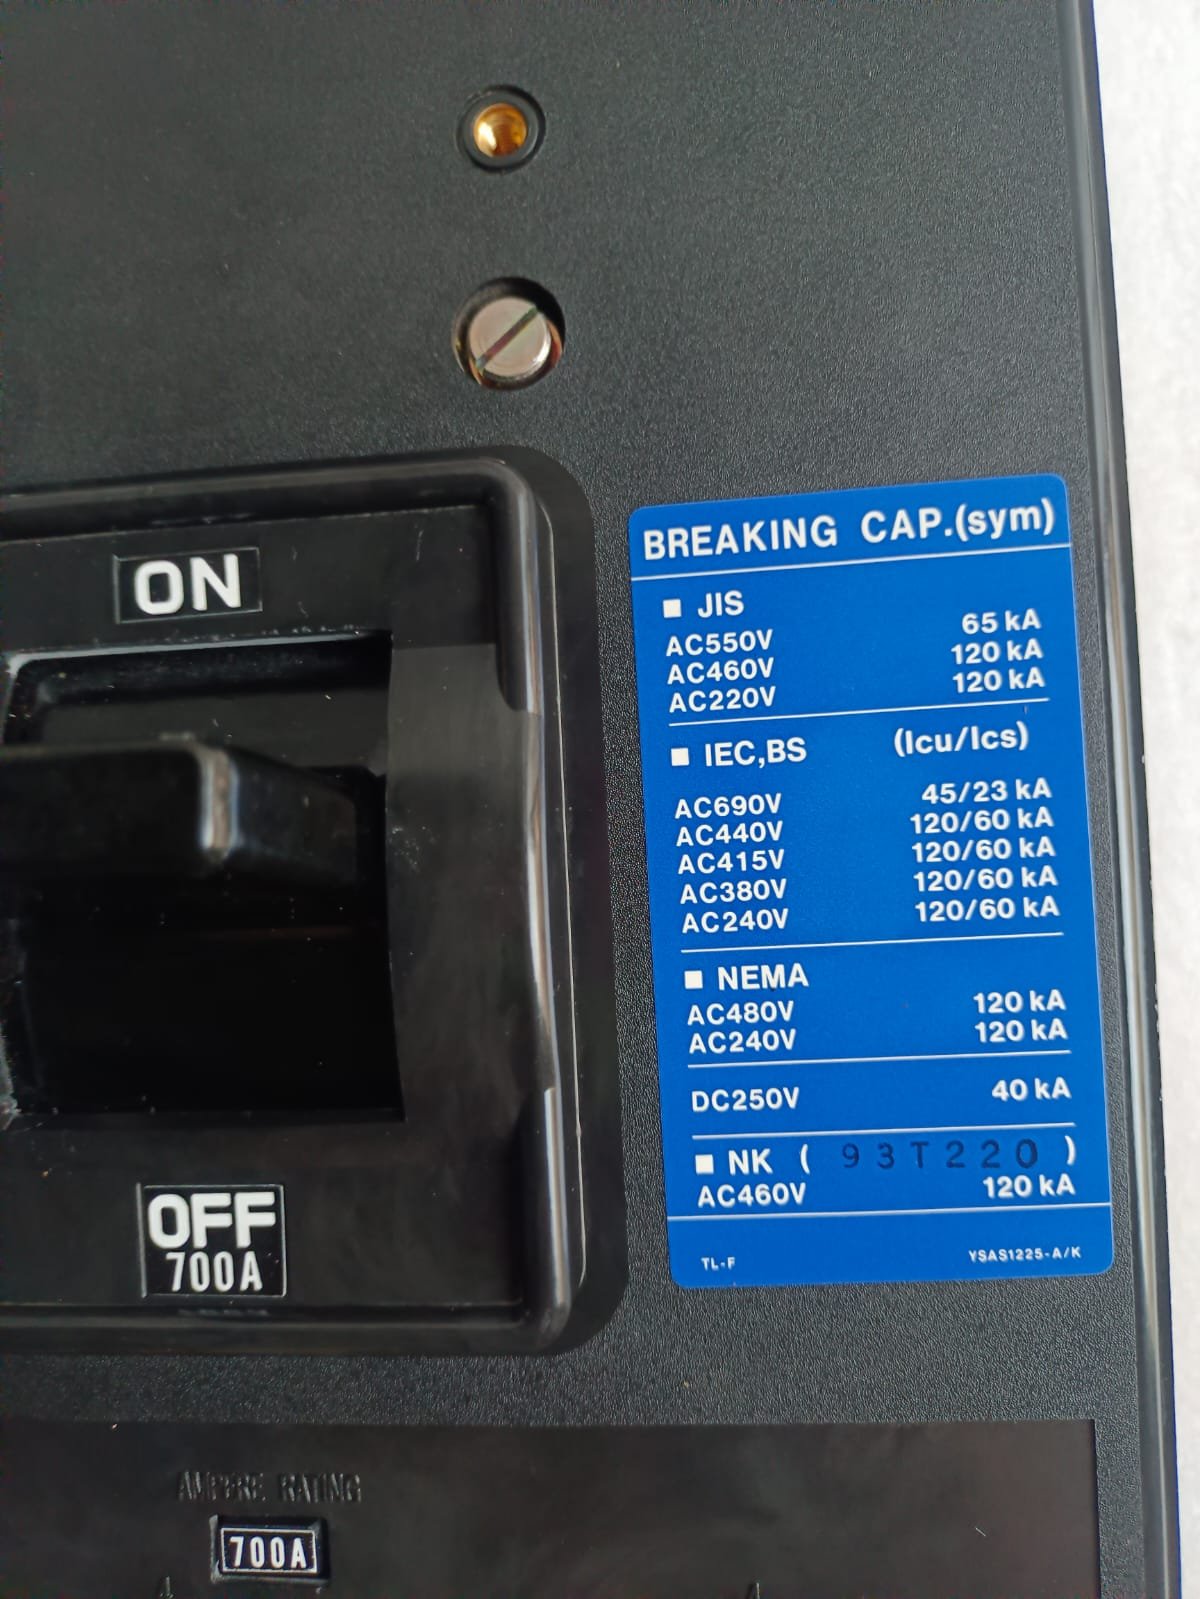 ON
OFF
700A
BREAKING CAP.(sym)
■ JIS
AC550V 65 kA
AC460V 120 kA
AC220V 120 kA
■ IEC,BS (Icu/Ics)
AC690V 45/23 kA
AC440V 120/60 kA
AC415V 120/60 kA
AC380V 120/60 kA
AC240V 120/60 kA
■ NEMA
AC480V 120 kA
AC240V 120 kA
DC250V 40 kA
■ NK ( 93T220 )
AC460V 120 kA
TL-F YSAS1225-A/K
AMPERE RATING
700A